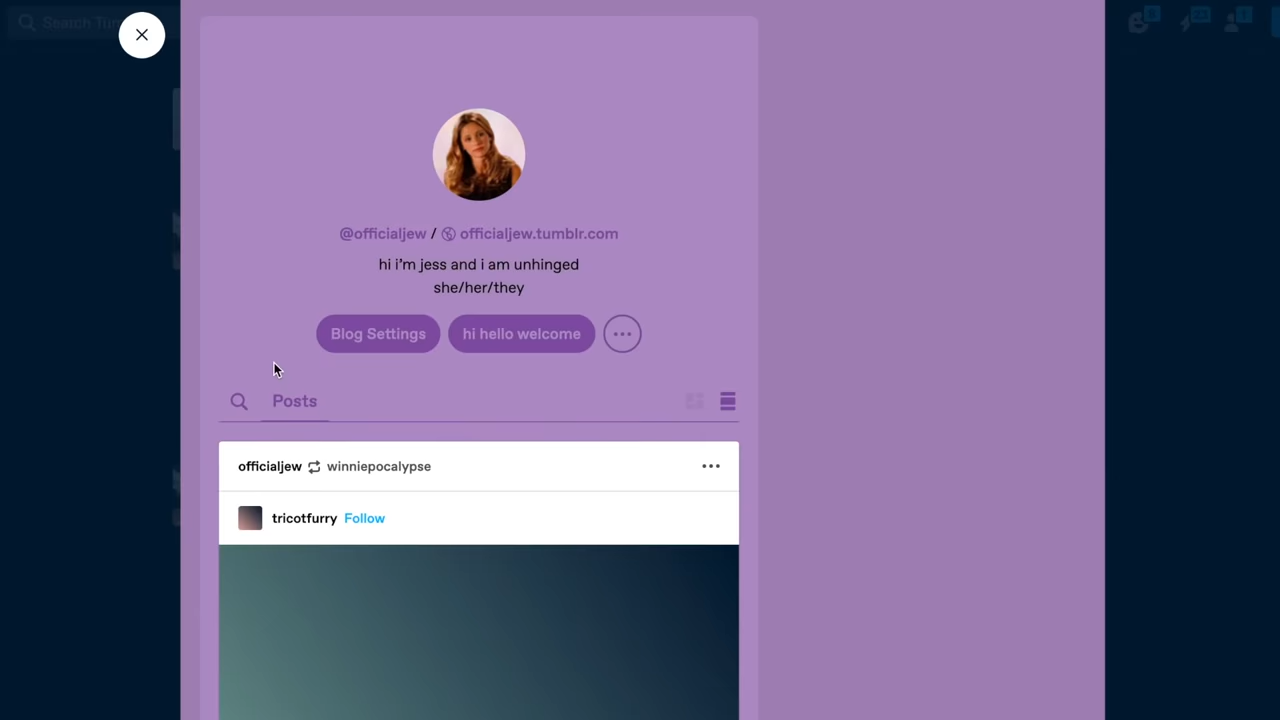 Search Tum
@officialjew / officialjew.tumblr.com
hi i'm jess and i am unhinged
she/her/they
Blog Settings
hi hello welcome
Posts
officialjew winniepocalypse
tricotfurry Follow